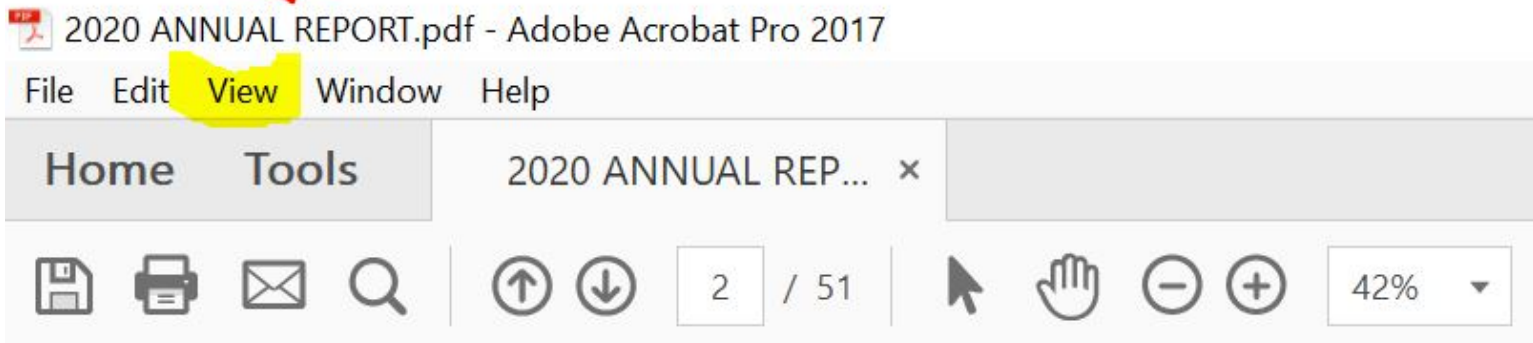 2020 ANNUAL REPORT.pdf - Adobe Acrobat Pro 2017
File Edit View Window Help
Home Tools 2020 ANNUAL REP... ×
2 / 51 42%